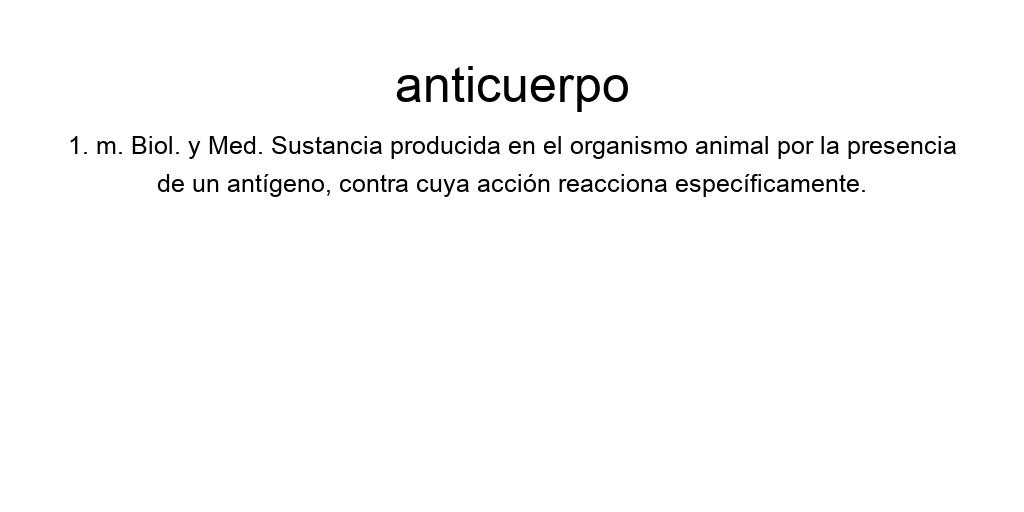 anticuerpo
1. m. Biol. y Med. Sustancia producida en el organismo animal por la presencia
de un antígeno, contra cuya acción reacciona específicamente.